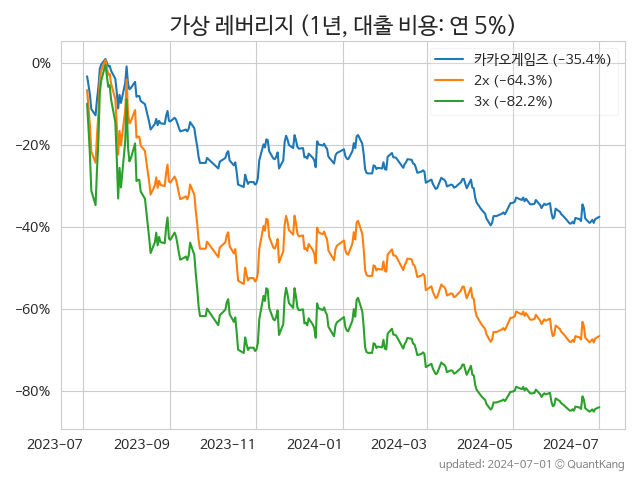 가상 레버리지 (1년, 대출 비용: 연 5%)
카카오게임즈 (−35.4%)
2x (−64.3%)
3x (−82.2%)
0%
−20%
−40%
−60%
−80%
2023-07 2023-09 2023-11 2024-01 2024-03 2024-05 2024-07
updated: 2024-07-01 © QuantKang